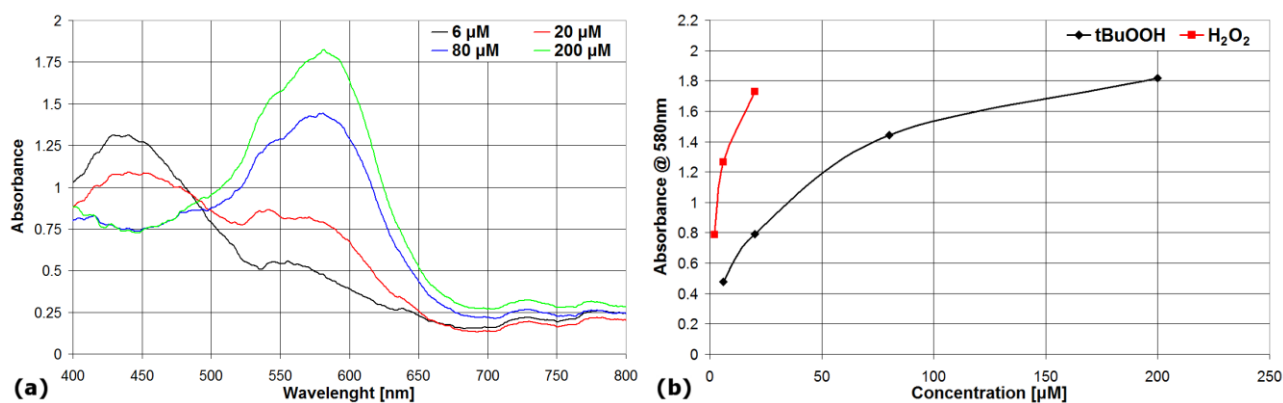 6 µM
20 µM
80 µM
200 µM
Absorbance
2
1.75
1.5
1.25
1
0.75
0.5
0.25
0
400 450 500 550 600 650 700 750 800
Wavelenght [nm]
(a)
tBuOOH
H₂O₂
Absorbance @ 580nm
2.2
2
1.8
1.6
1.4
1.2
1
0.8
0.6
0.4
0.2
0
0 50 100 150 200 250
Concentration [µM]
(b)